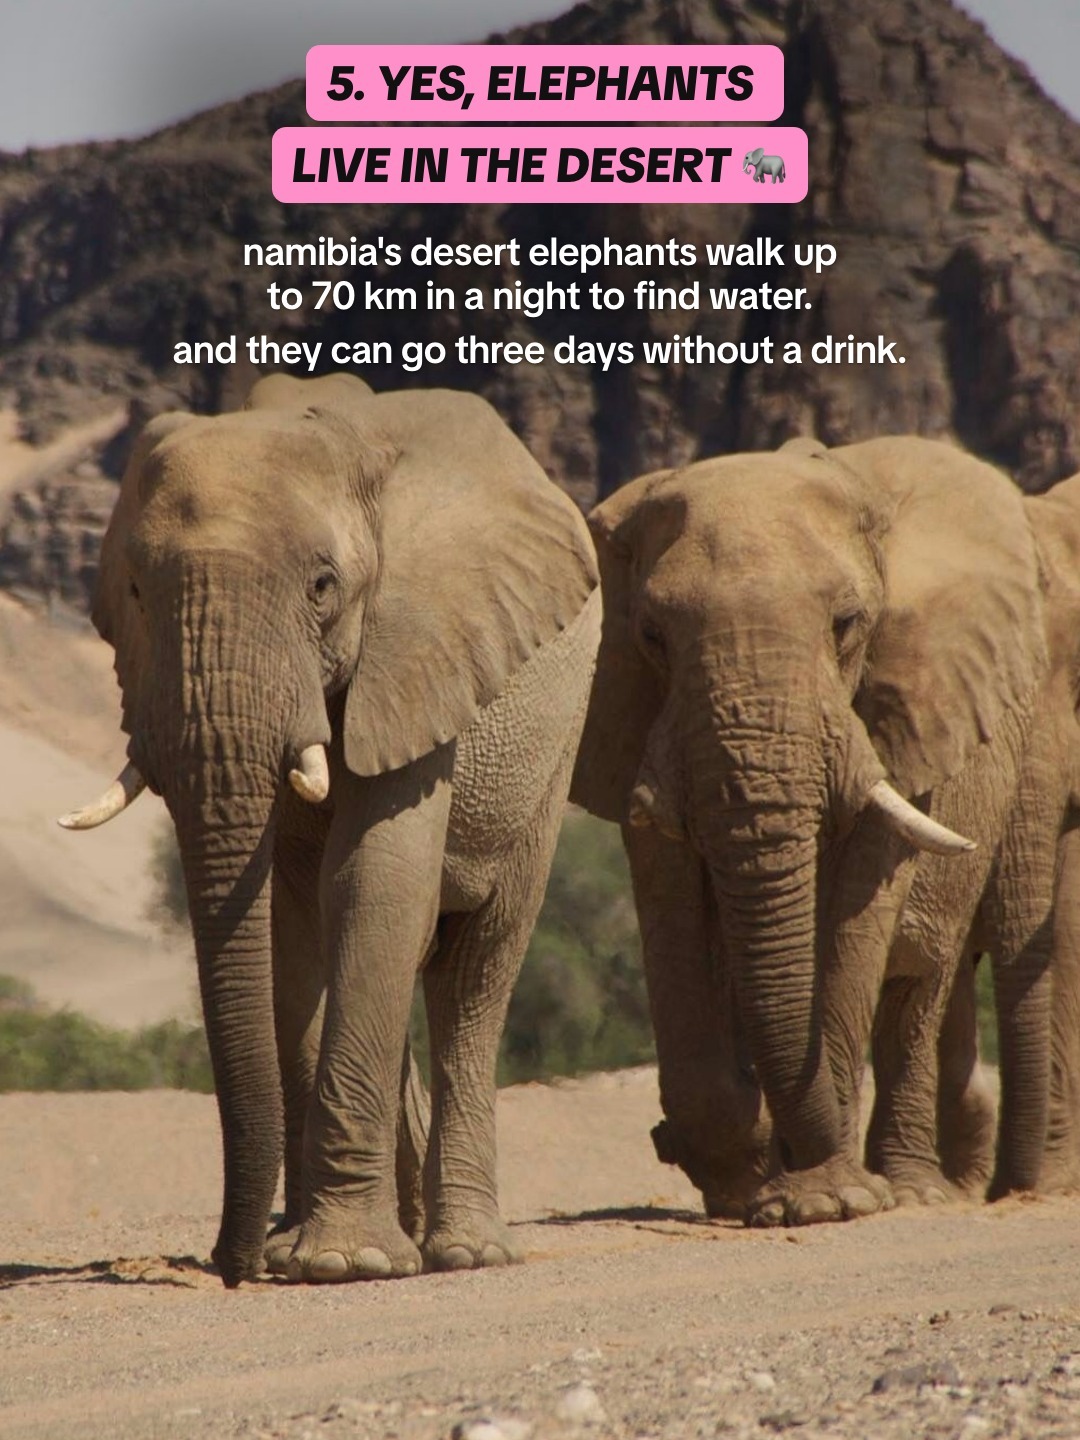 5. YES, ELEPHANTS
LIVE IN THE DESERT 🐘
namibia's desert elephants walk up
to 70 km in a night to find water.
and they can go three days without a drink.